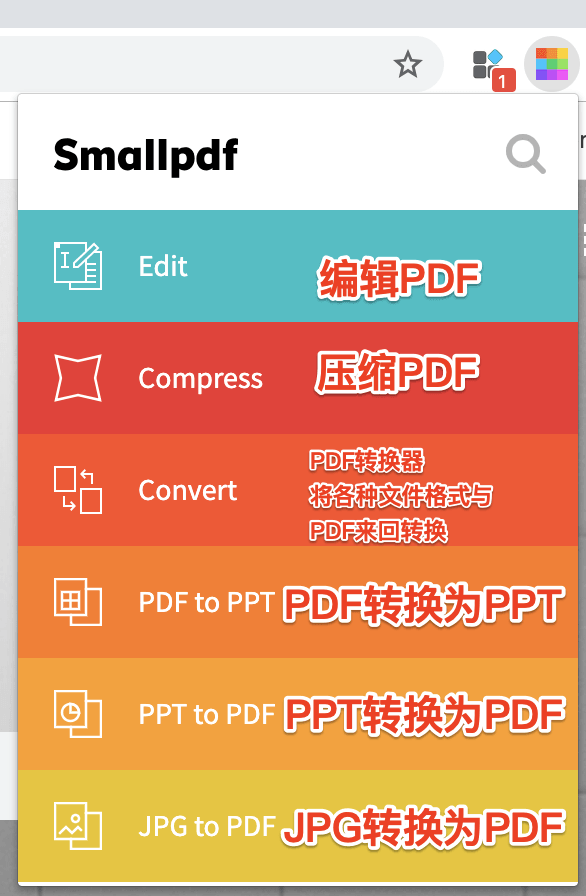 1
Smallpdf
Edit
编辑PDF
Compress
压缩PDF
Convert
PDF转换器
将各种文件格式与
PDF来回转换
PDF to PPT
PDF转换为PPT
PPT to PDF
PPT转换为PDF
JPG to PDF
JPG转换为PDF